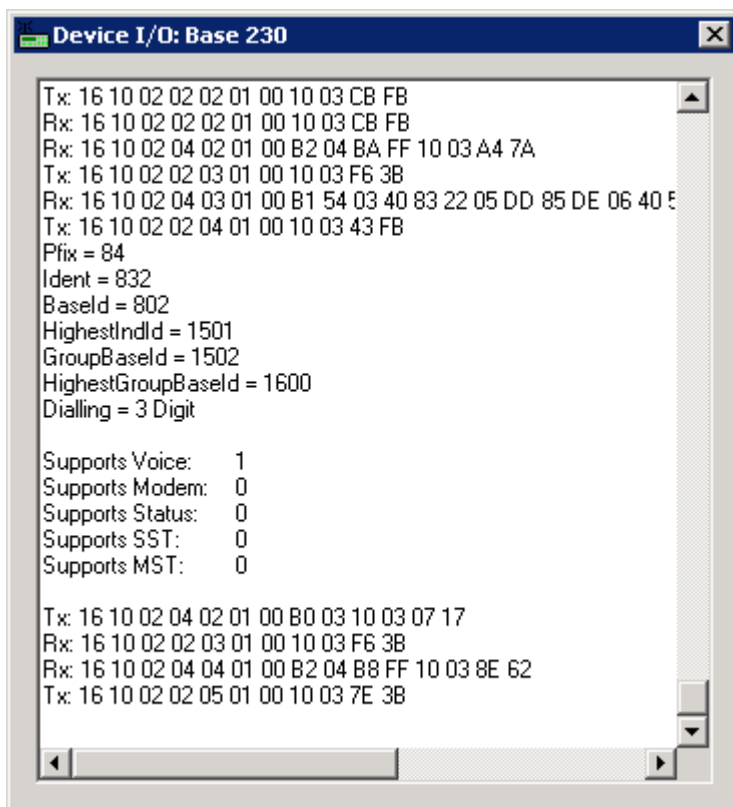 Device I/O: Base 230
Tx: 16 10 02 02 02 01 00 10 03 CB FB
Rx: 16 10 02 02 02 01 00 10 03 CB FB
Rx: 16 10 02 04 02 01 00 B2 04 BA FF 10 03 A4 7A
Tx: 16 10 02 02 03 01 00 10 03 F6 3B
Rx: 16 10 02 04 03 01 00 B1 54 03 40 83 22 05 DD 85 DE 06 40
Tx: 16 10 02 02 04 01 00 10 03 43 FB
Pfix = 84
Ident = 832
BaseId = 802
HighestIndId = 1501
GroupBaseId = 1502
HighestGroupBaseId = 1600
Dialling = 3 Digit
Supports Voice: 1
Supports Modem: 0
Supports Status: 0
Supports SST: 0
Supports MST: 0
Tx: 16 10 02 04 02 01 00 B0 03 10 03 07 17
Rx: 16 10 02 02 03 01 00 10 03 F6 3B
Rx: 16 10 02 04 04 01 00 B2 04 B8 FF 10 03 8E 62
Tx: 16 10 02 02 05 01 00 10 03 7E 3B